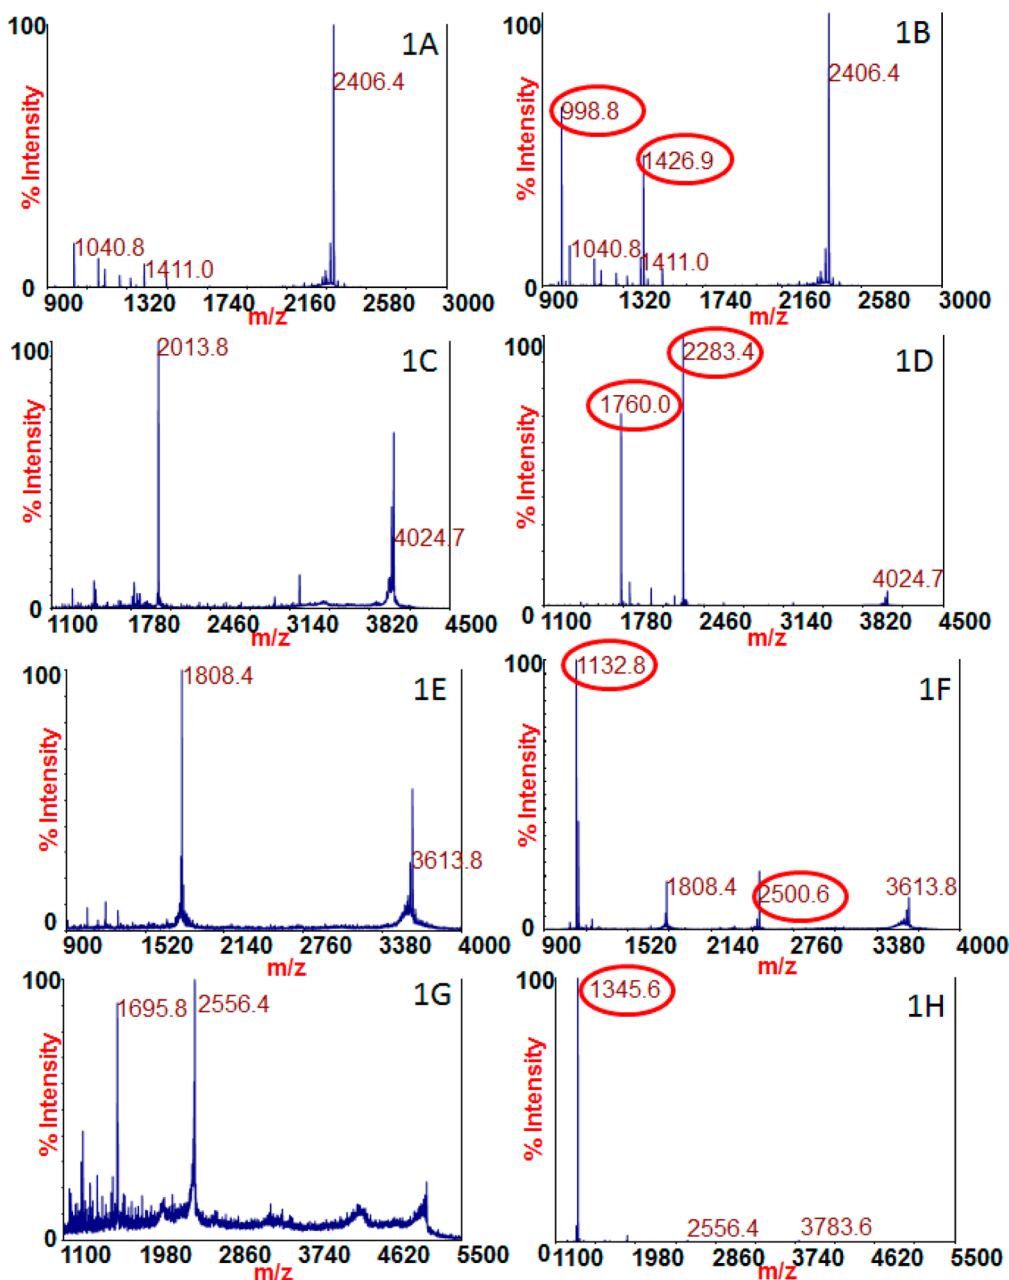 100
1A
2406.4
% Intensity
1040.8
1411.0
0
900 1320 1740 2160 2580 3000
m/z
100
1B
2406.4
998.8
1426.9
% Intensity
1040.8
1411.0
0
900 1320 1740 2160 2580 3000
m/z
100
2013.8
1C
% Intensity
4024.7
0
1100 1780 2460 3140 3820 4500
m/z
100
2283.4
1D
1760.0
% Intensity
4024.7
0
1100 1780 2460 3140 3820 4500
m/z
100
1808.4
1E
% Intensity
3613.8
0
900 1520 2140 2760 3380 4000
m/z
100
1132.8
1F
% Intensity
1808.4
2500.6
3613.8
0
900 1520 2140 2760 3380 4000
m/z
100
1695.8
2556.4
1G
% Intensity
0
1100 1980 2860 3740 4620 5500
m/z
100
1345.6
1H
% Intensity
2556.4
3783.6
0
1100 1980 2860 3740 4620 5500
m/z